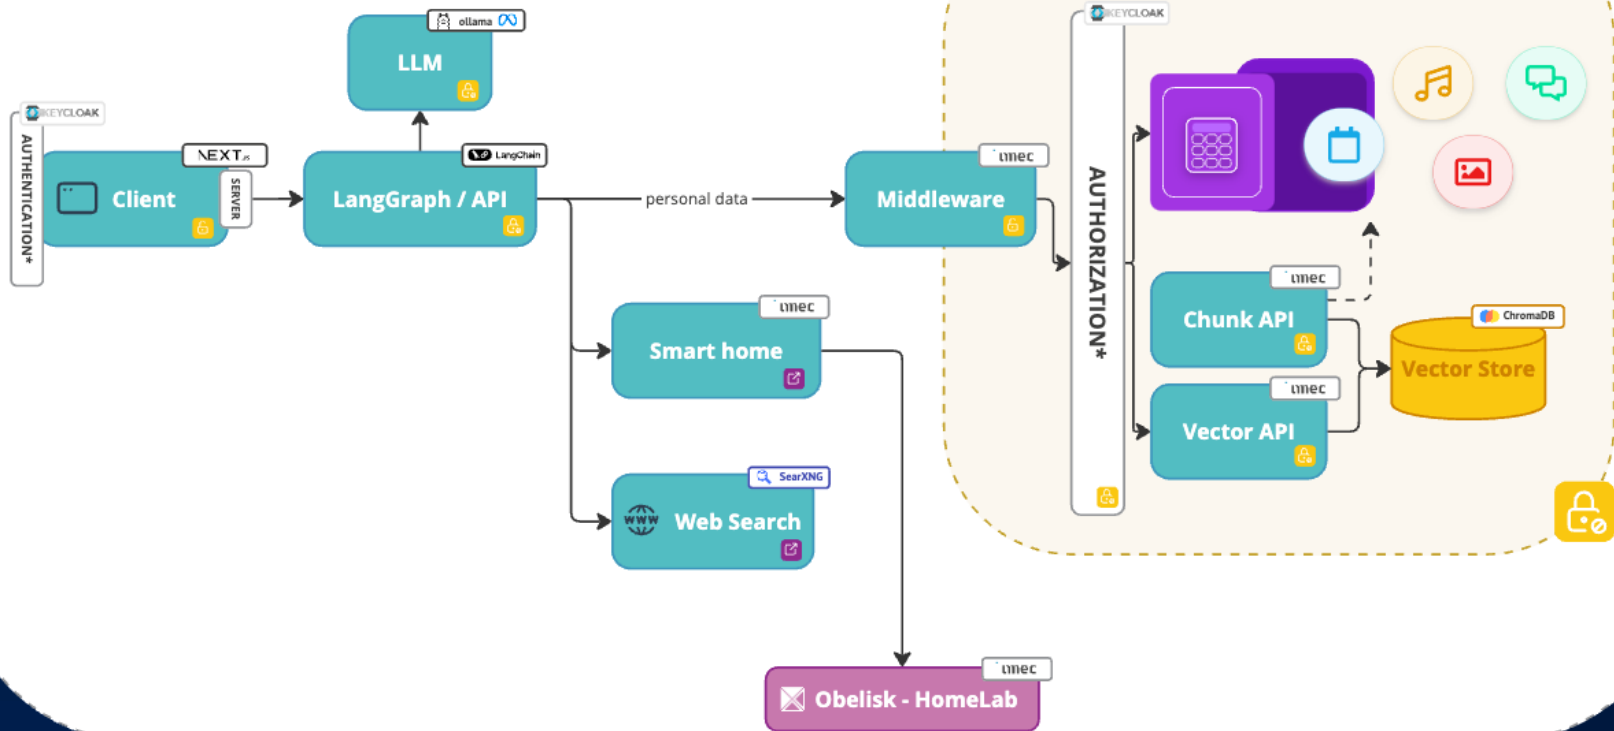 KEYCLOAK
AUTHENTICATION*
NEXT.JS
Client
SERVER
ollama
LLM
LangChain
LangGraph / API
personal data
imec
Middleware
KEYCLOAK
AUTHORIZATION*
imec
Chunk API
imec
Vector API
ChromaDB
Vector Store
imec
Smart home
SearXNG
www
Web Search
imec
Obelisk - HomeLab